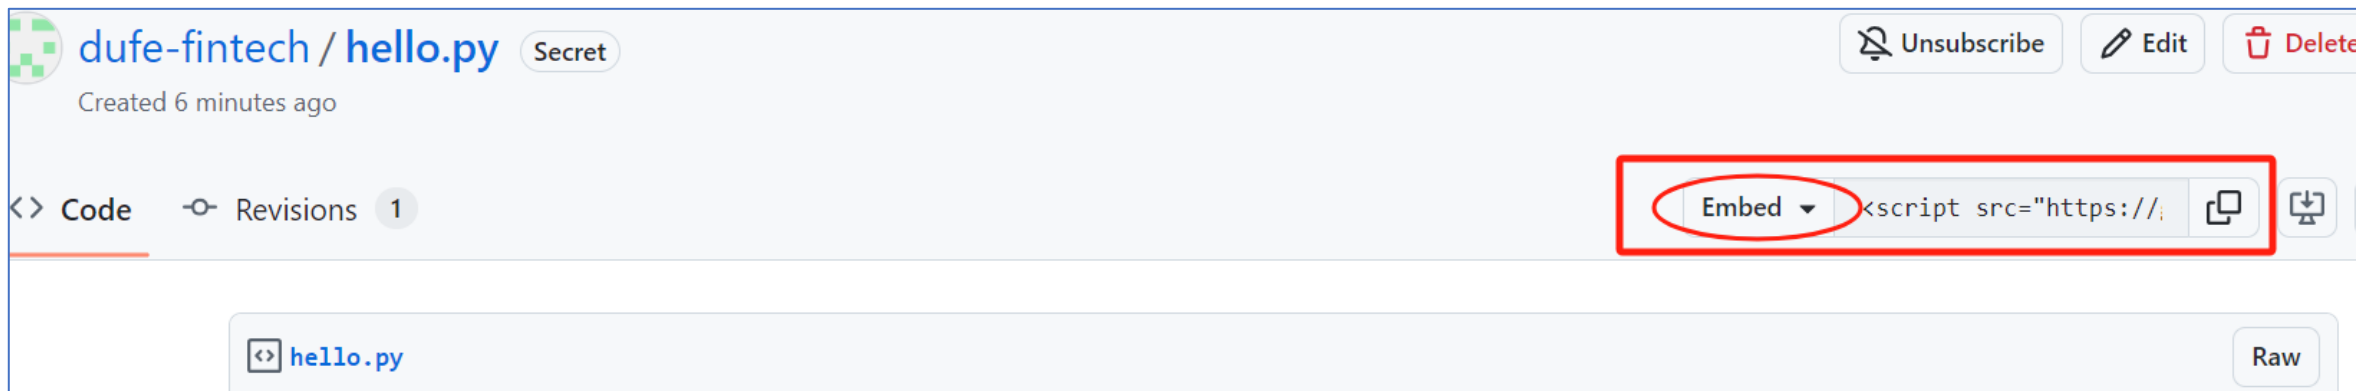 dufe-fintech / hello.py Secret
Unsubscribe Edit Delete
Created 6 minutes ago
Code Revisions 1
Embed <script src="https://
hello.py Raw